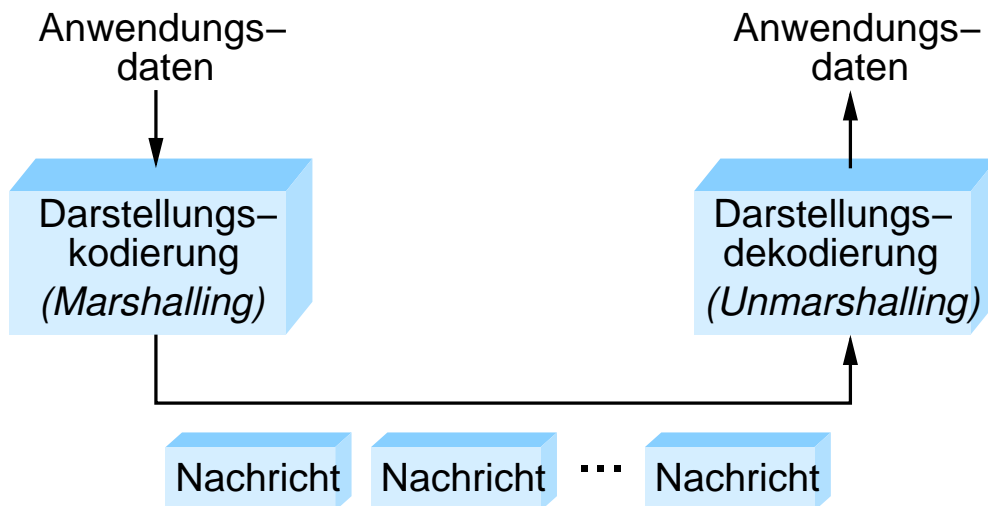 Anwendungs–
daten
Anwendungs–
daten
Darstellungs–
kodierung
(Marshalling)
Darstellungs–
dekodierung
(Unmarshalling)
Nachricht Nachricht ... Nachricht